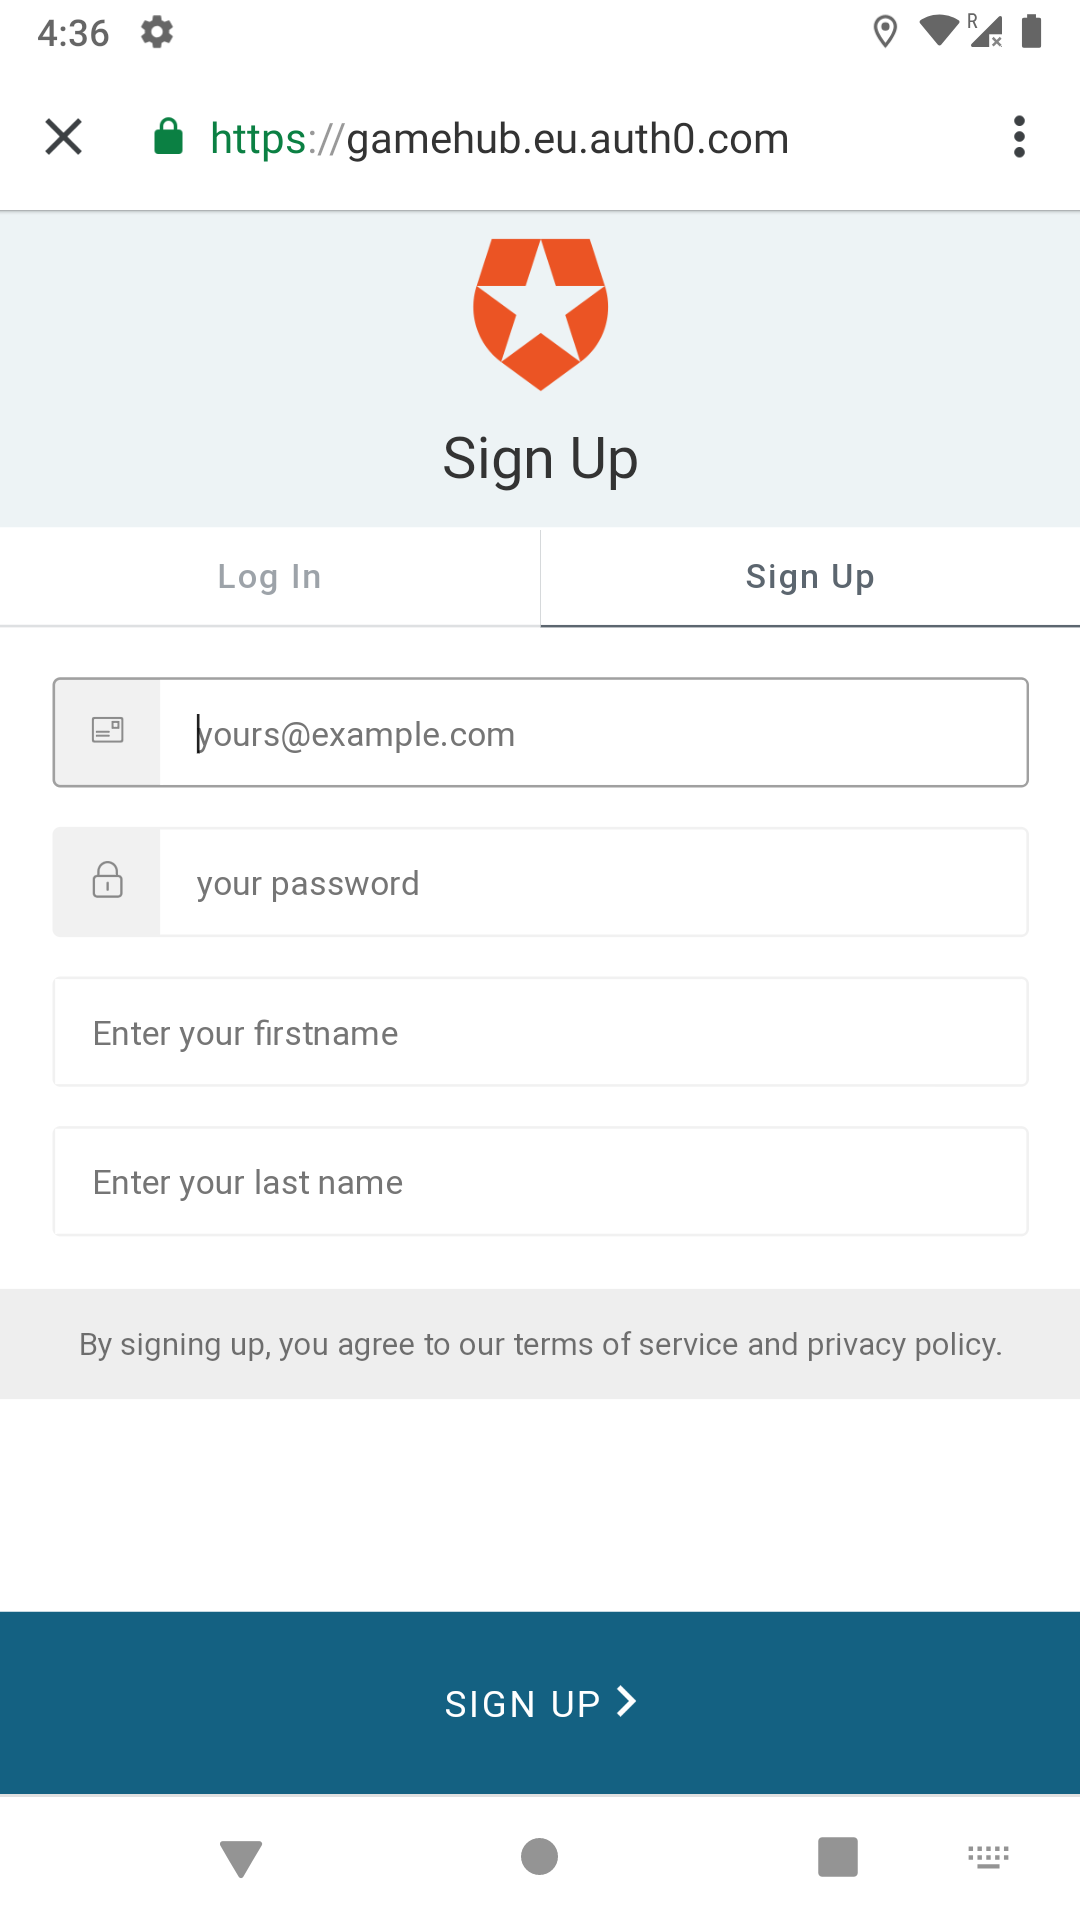 4:36
R
https://gamehub.eu.auth0.com
Sign Up
Log In
Sign Up
yours@example.com
your password
Enter your firstname
Enter your last name
By signing up, you agree to our terms of service and privacy policy.
SIGN UP